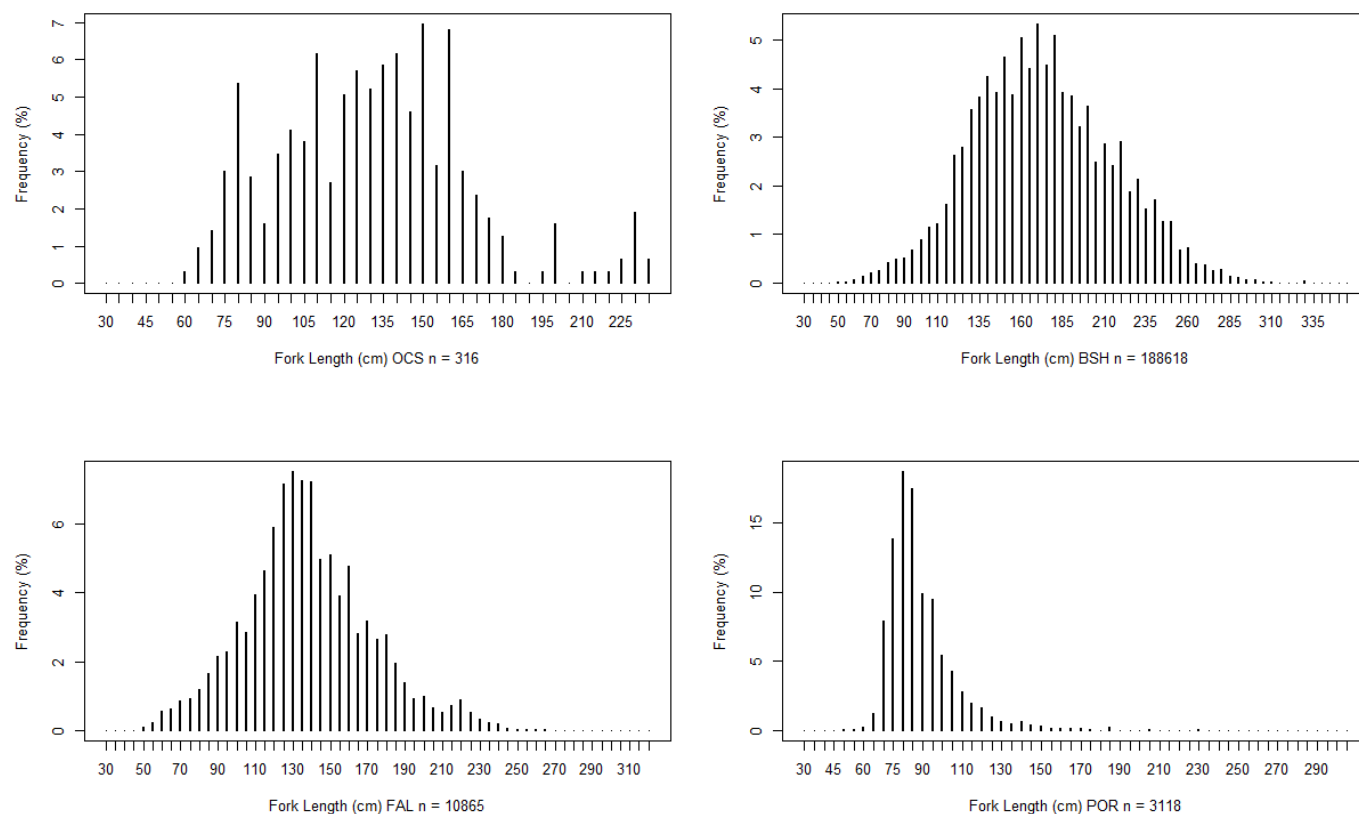 Frequency (%)
7
6
5
4
3
2
1
0
30 45 60 75 90 105 120 135 150 165 180 195 210 225
Fork Length (cm) OCS n = 316
Frequency (%)
5
4
3
2
1
0
30 50 70 90 110 135 160 185 210 235 260 285 310 335
Fork Length (cm) BSH n = 188618
Frequency (%)
6
4
2
0
30 50 70 90 110 130 150 170 190 210 230 250 270 290 310
Fork Length (cm) FAL n = 10865
Frequency (%)
15
10
5
0
30 45 75 90 110 130 150 170 190 210 230 250 270 290
Fork Length (cm) POR n = 3118